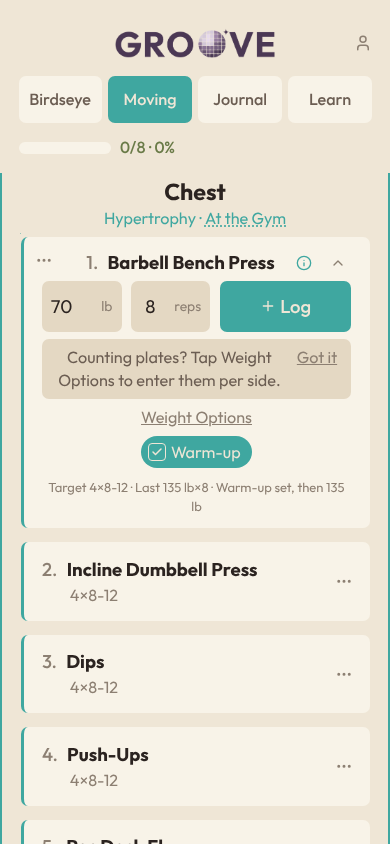 GROOVE
Birdseye
Moving
Journal
Learn
0/8 · 0%
Chest
Hypertrophy · At the Gym
1. Barbell Bench Press
70 lb
8 reps
+ Log
Counting plates? Tap Weight
Options to enter them per side.
Got it
Weight Options
Warm-up
Target 4×8-12 · Last 135 lb×8 · Warm-up set, then 135
lb
2. Incline Dumbbell Press
4×8-12
3. Dips
4×8-12
4. Push-Ups
4×8-12